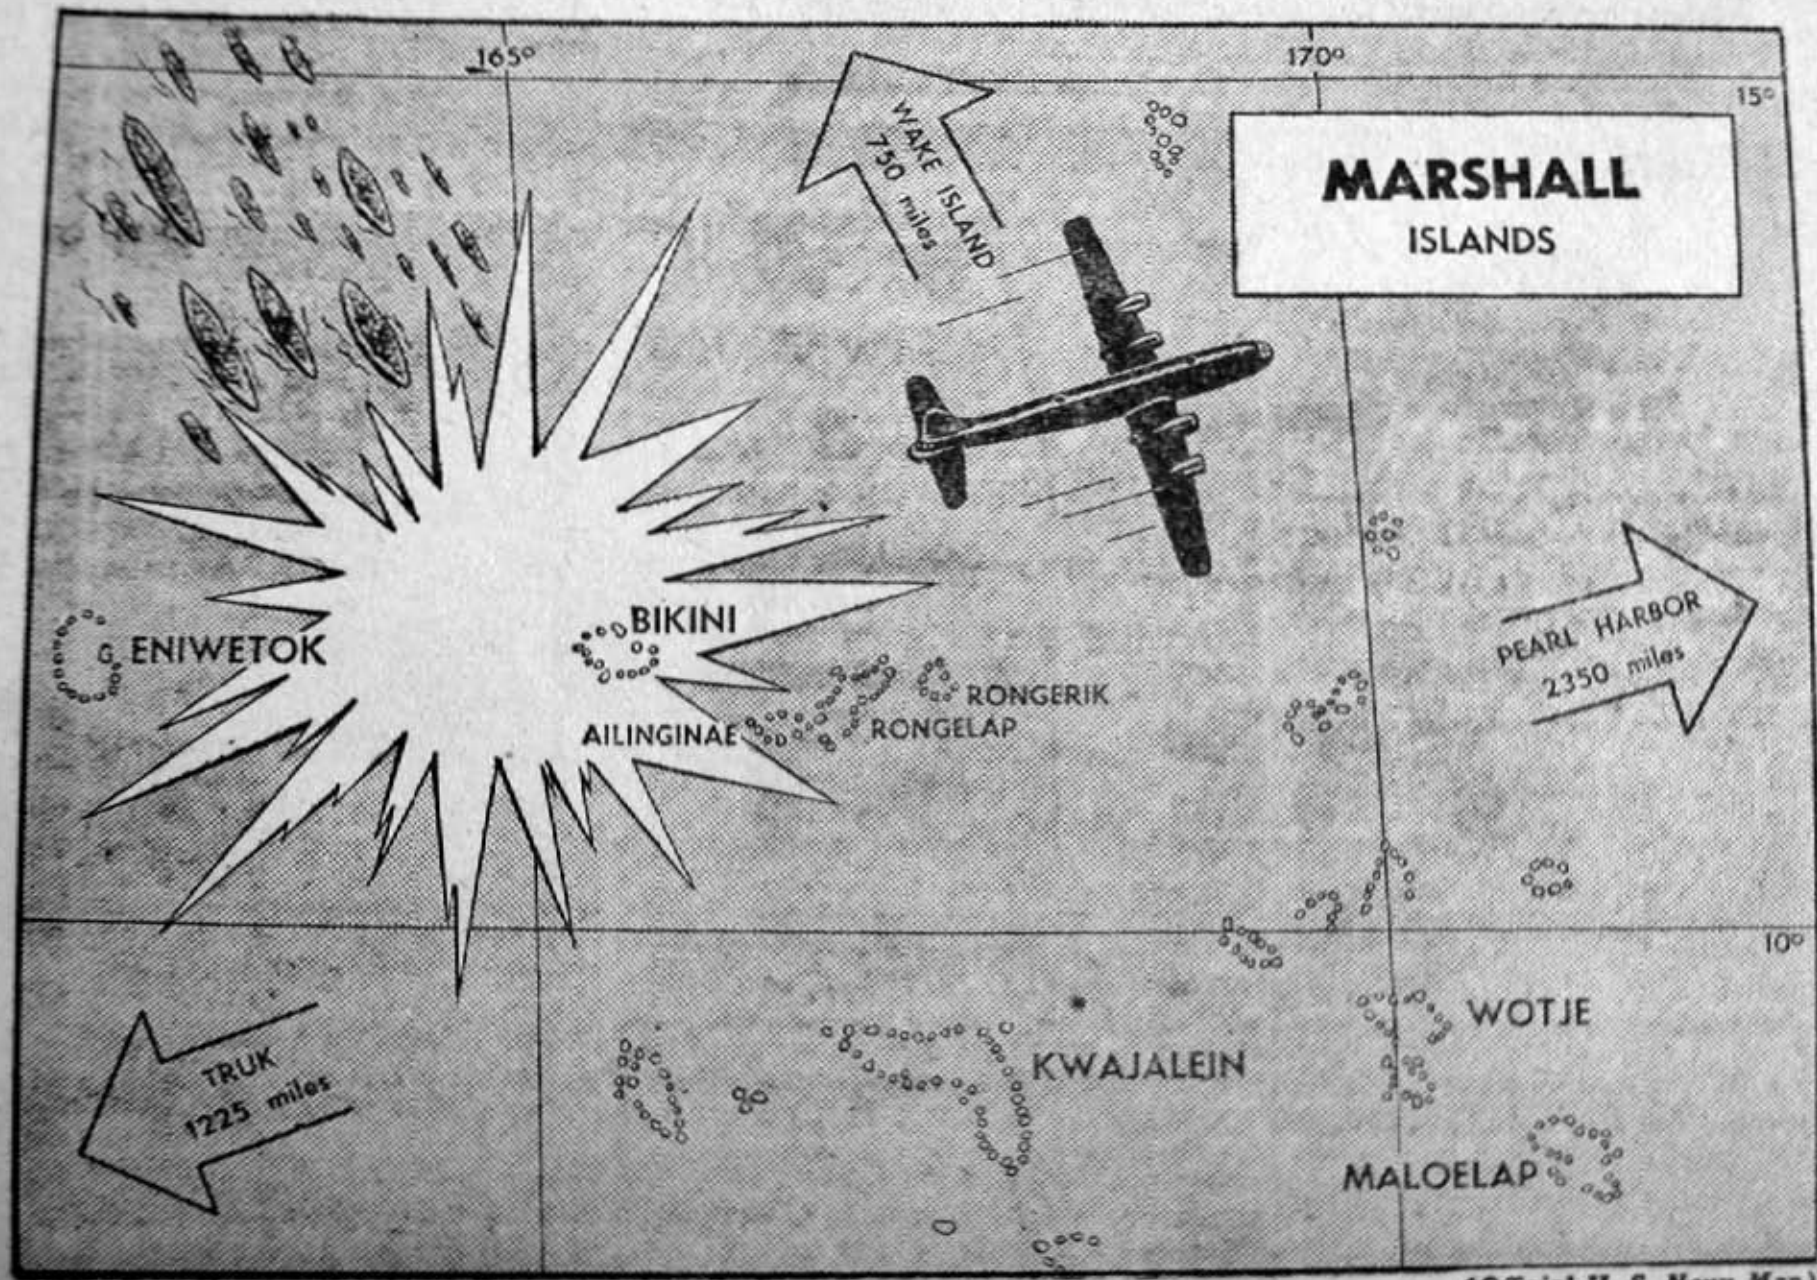 165°
170°
15°
WAKE ISLAND
750 miles
MARSHALL
ISLANDS
BIKINI
ENIWETOK
PEARL HARBOR
2350 miles
RONGERIK
AILINGINAE
RONGELAP
10°
WOTJE
KWAJALEIN
TRUK
1225 miles
MALOELAP